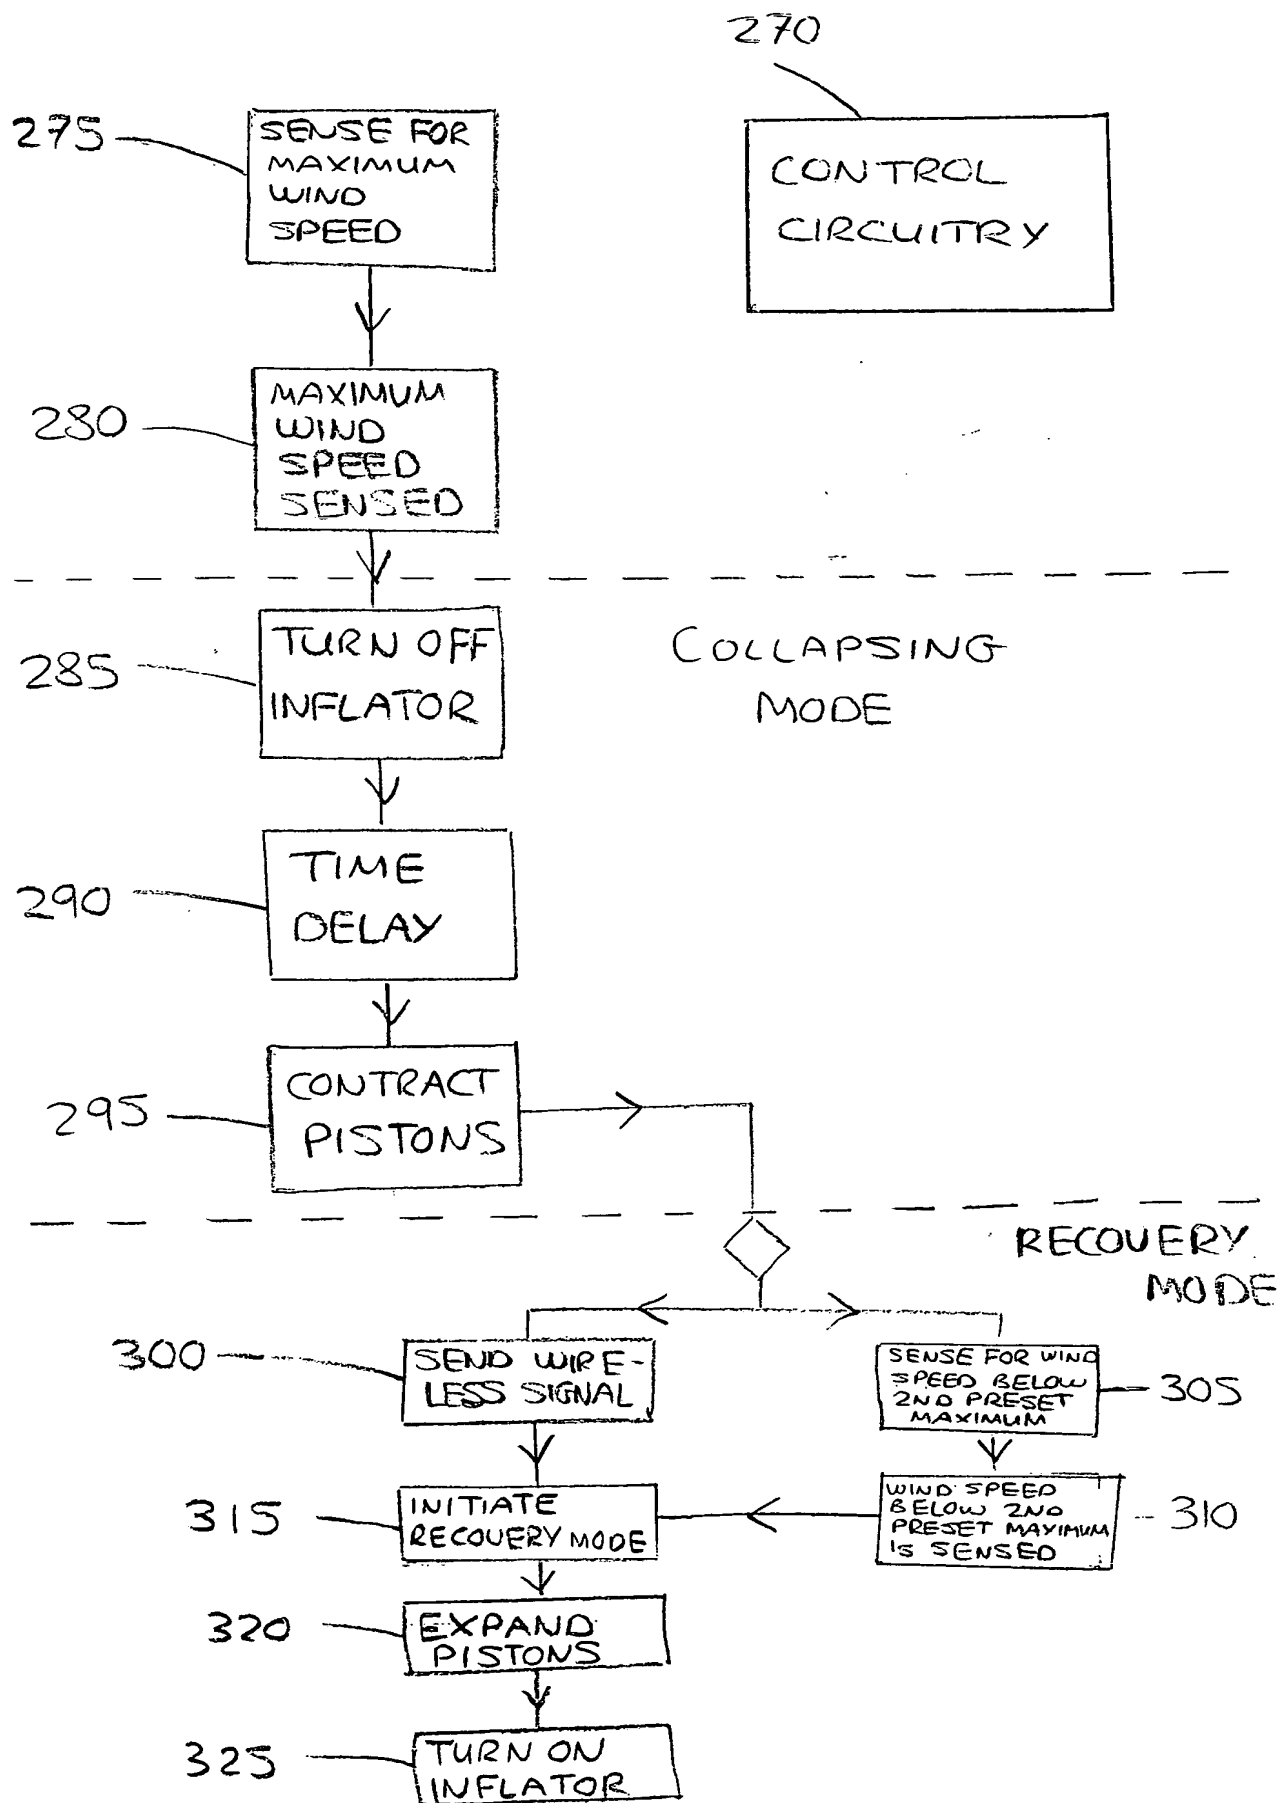 270
CONTROL
CIRCUITRY
275
SENSE FOR
MAXIMUM
WIND
SPEED
280
MAXIMUM
WIND
SPEED
SENSED
285
TURN OFF
INFLATOR
COLLAPSING
MODE
290
TIME
DELAY
295
CONTRACT
PISTONS
RECOVERY
MODE
300
SEND WIRE-
LESS SIGNAL
SENSE FOR WIND
SPEED BELOW
2ND PRESET
MAXIMUM
305
315
INITIATE
RECOVERY MODE
WIND SPEED
BELOW 2ND
PRESET MAXIMUM
IS SENSED
310
320
EXPAND
PISTONS
325
TURN ON
INFLATOR